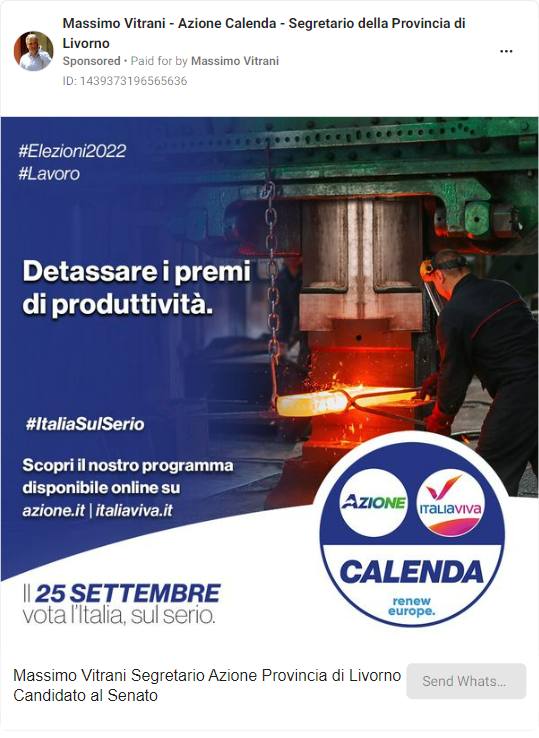 Massimo Vitrani - Azione Calenda - Segretario della Provincia di
Livorno
Sponsored • Paid for by Massimo Vitrani
ID: 1439373196565636
#Elezioni2022
#Lavoro
Detassare i premi
di produttività.
#ItaliaSulSerio
Scopri il nostro programma
disponibile online su
azione.it | italiaviva.it
AZIONE
ITALIAVIVA
CALENDA
renew
europe.
Il 25 SETTEMBRE
vota l'Italia, sul serio.
Massimo Vitrani Segretario Azione Provincia di Livorno
Candidato al Senato
Send Whats...